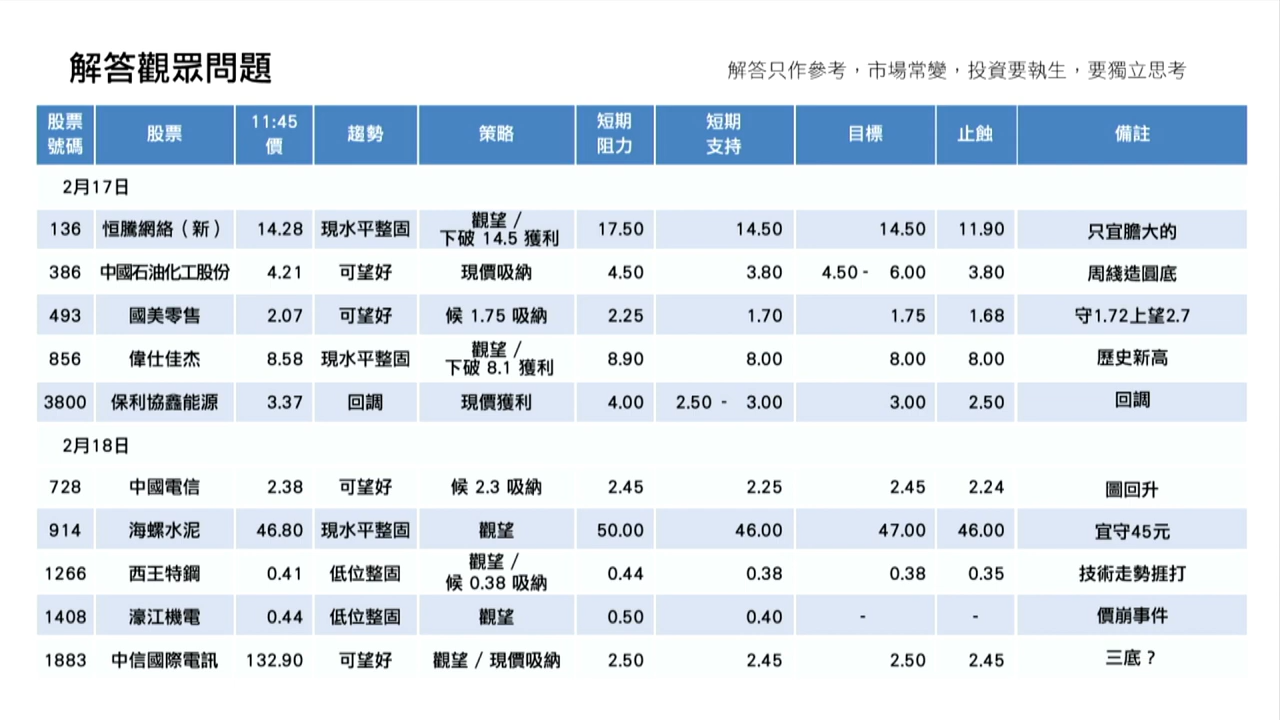 解答觀眾問題
解答只作參考，市場常變，投資要執生，要獨立思考
股票號碼 股票 11:45價 趨勢 策略 短期阻力 短期支持 目標 止蝕 備註
2月17日
136 恒騰網絡（新） 14.28 現水平整固 觀望 / 下破 14.5 獲利 17.50 14.50 14.50 11.90 只宜膽大的
386 中國石油化工股份 4.21 可望好 現價吸納 4.50 3.80 4.50 - 6.00 3.80 周綫造圓底
493 國美零售 2.07 可望好 候 1.75 吸納 2.25 1.70 1.75 1.68 守1.72上望2.7
856 偉仕佳杰 8.58 現水平整固 觀望 / 下破 8.1 獲利 8.90 8.00 8.00 8.00 歷史新高
3800 保利協鑫能源 3.37 回調 現價獲利 4.00 2.50 - 3.00 3.00 2.50 回調
2月18日
728 中國電信 2.38 可望好 候 2.3 吸納 2.45 2.25 2.45 2.24 圖回升
914 海螺水泥 46.80 現水平整固 觀望 50.00 46.00 47.00 46.00 宜守45元
1266 西王特鋼 0.41 低位整固 觀望 / 候 0.38 吸納 0.44 0.38 0.38 0.35 技術走勢捱打
1408 濠江機電 0.44 低位整固 觀望 0.50 0.40 - - 價崩事件
1883 中信國際電訊 132.90 可望好 觀望 / 現價吸納 2.50 2.45 2.50 2.45 三底？